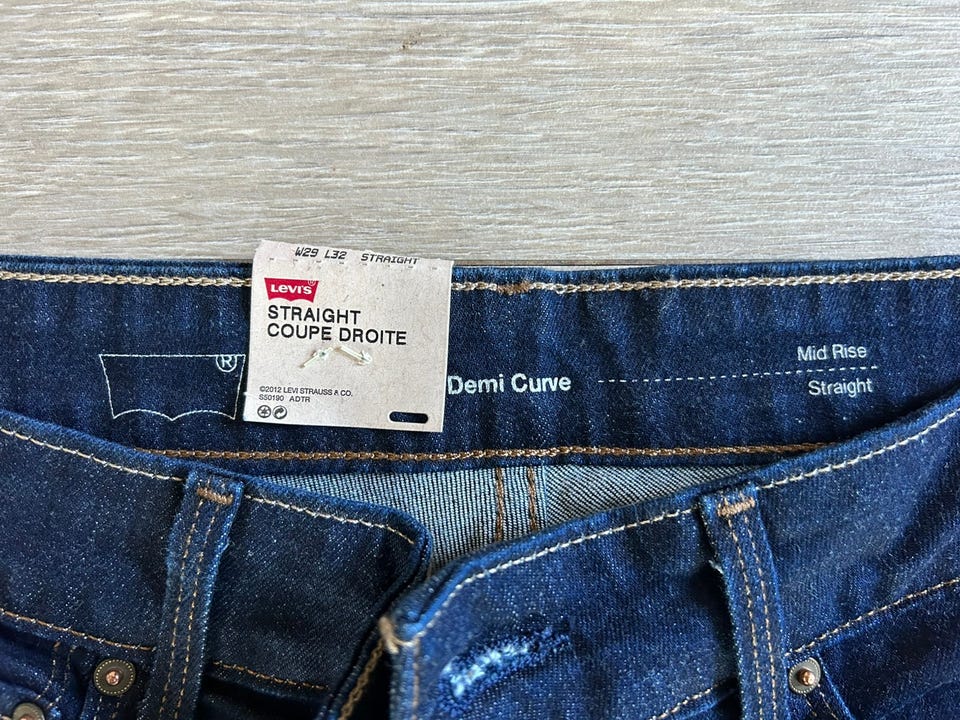 W29 L32 STRAIGHT
LEVI'S®
STRAIGHT
COUPE DROITE
©2012 LEVI STRAUSS & CO.
S50190 ADTR
®
Demi Curve
Mid Rise
Straight